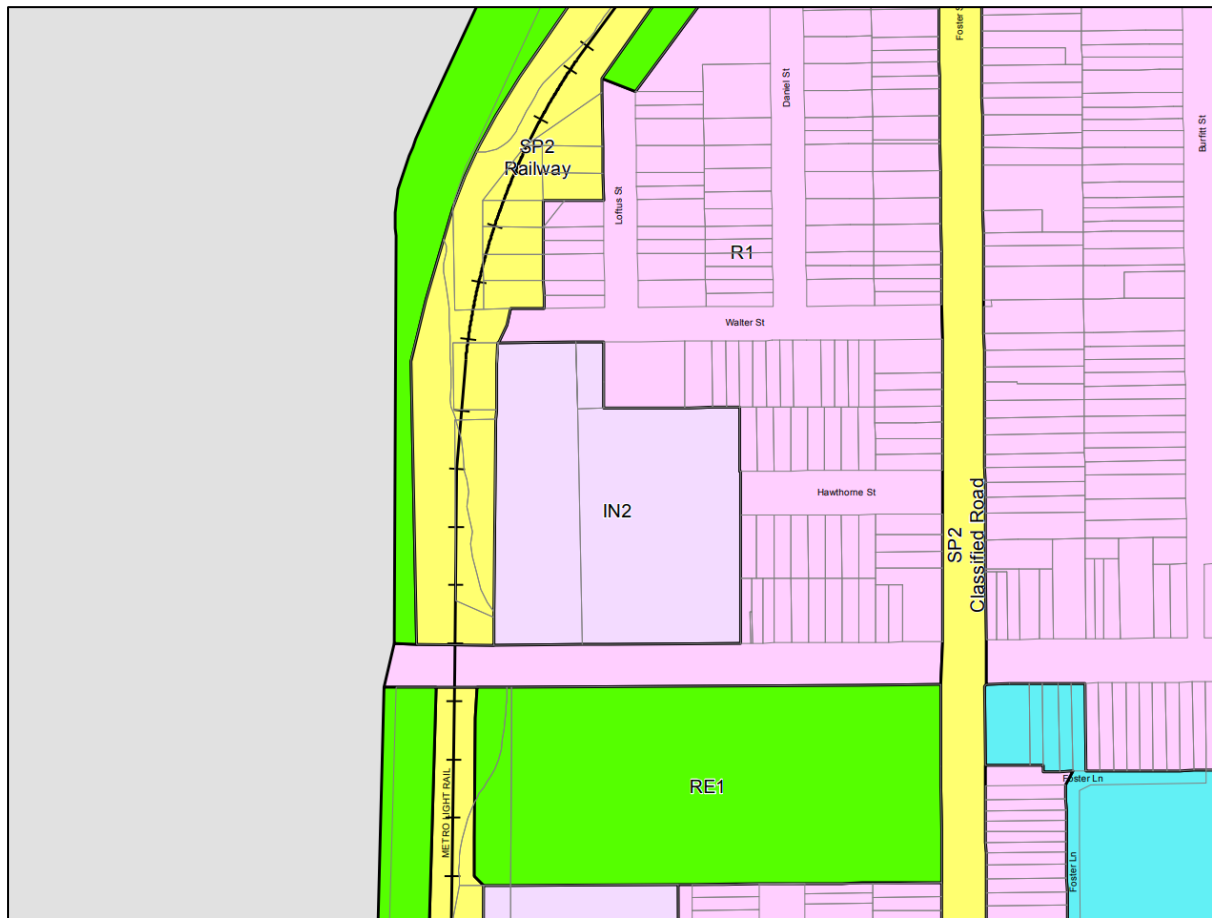 Foster S
Daniel St
Burfitt St
SP2
Railway
Loftus St
R1
Walter St
Hawthorne St
IN2
SP2
Classified Road
METRO LIGHT RAIL
RE1
Foster Ln
Foster Ln